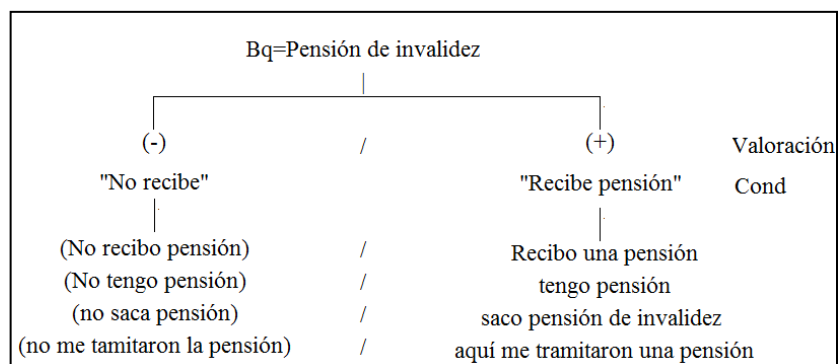 Bq=Pensión de invalidez
(-) / (+) Valoración
"No recibe" "Recibe pensión" Cond
(No recibo pensión) / Recibo una pensión
(No tengo pensión) / tengo pensión
(no saca pensión) / saco pensión de invalidez
(no me tamitaron la pensión) / aquí me tramitaron una pensión